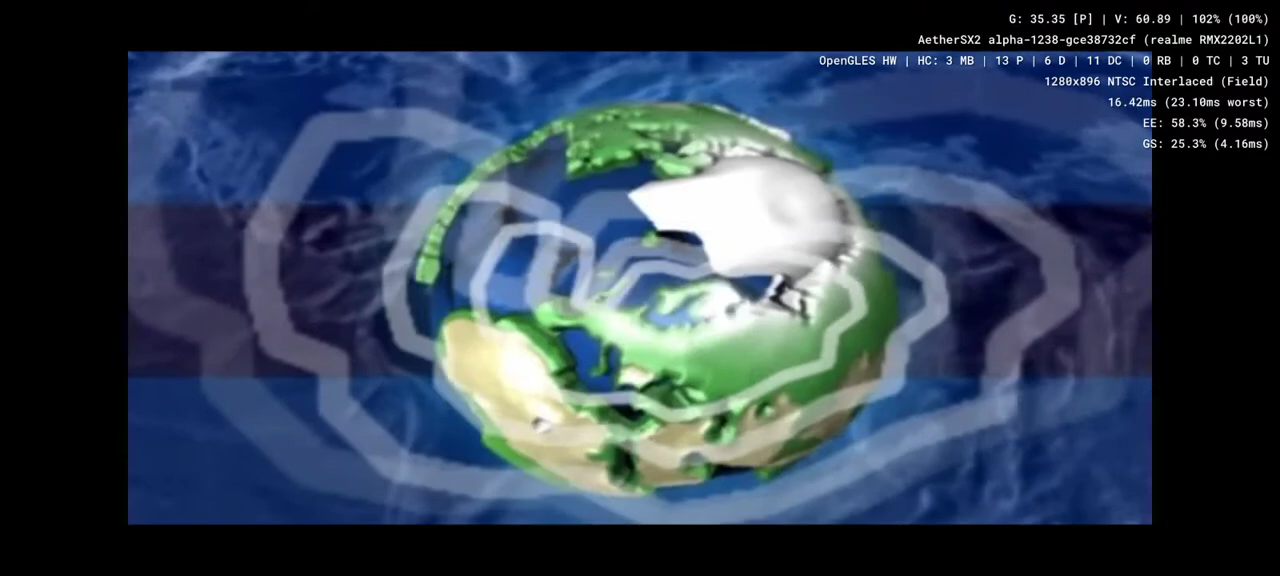 G: 35.35 [P] | V: 60.89 | 102% (100%)
AetherSX2 alpha-1238-gce38732cf (realme RMX2202L1)
OpenGLES HW | HC: 3 MB | 13 P | 6 D | 11 DC | 0 RB | 0 TC | 3 TU
1280x896 NTSC Interlaced (Field)
16.42ms (23.10ms worst)
EE: 58.3% (9.58ms)
GS: 25.3% (4.16ms)